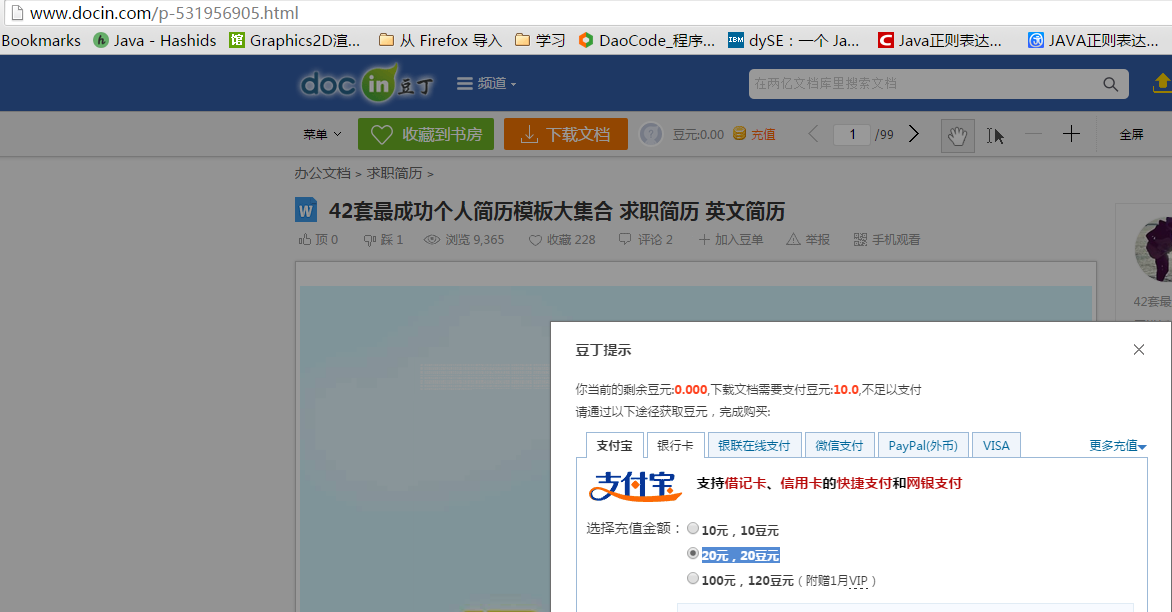 www.docin.com/p-531956905.html
Bookmarks Java - Hashids Graphics2D渲... 从 Firefox 导入 学习 DaoCode_程序... dySE：一个 Ja... Java正则表达... JAVA正则表达...
docin豆丁 频道 在两亿文档库里搜索文档
菜单 收藏到书房 下载文档 豆元:0.00 充值 1 /99 全屏
办公文档 > 求职简历 >
W 42套最成功个人简历模板大集合 求职简历 英文简历
顶 0 踩 1 浏览 9,365 收藏 228 评论 2 加入豆单 举报 手机观看
42套最
豆丁提示
你当前的剩余豆元:0.000,下载文档需要支付豆元:10.0,不足以支付
请通过以下途径获取豆元，完成购买:
支付宝 银行卡 银联在线支付 微信支付 PayPal(外币) VISA 更多充值
支付宝 支持借记卡、信用卡的快捷支付和网银支付
选择充值金额： 10元，10豆元
20元，20豆元
100元，120豆元（附赠1月VIP ）